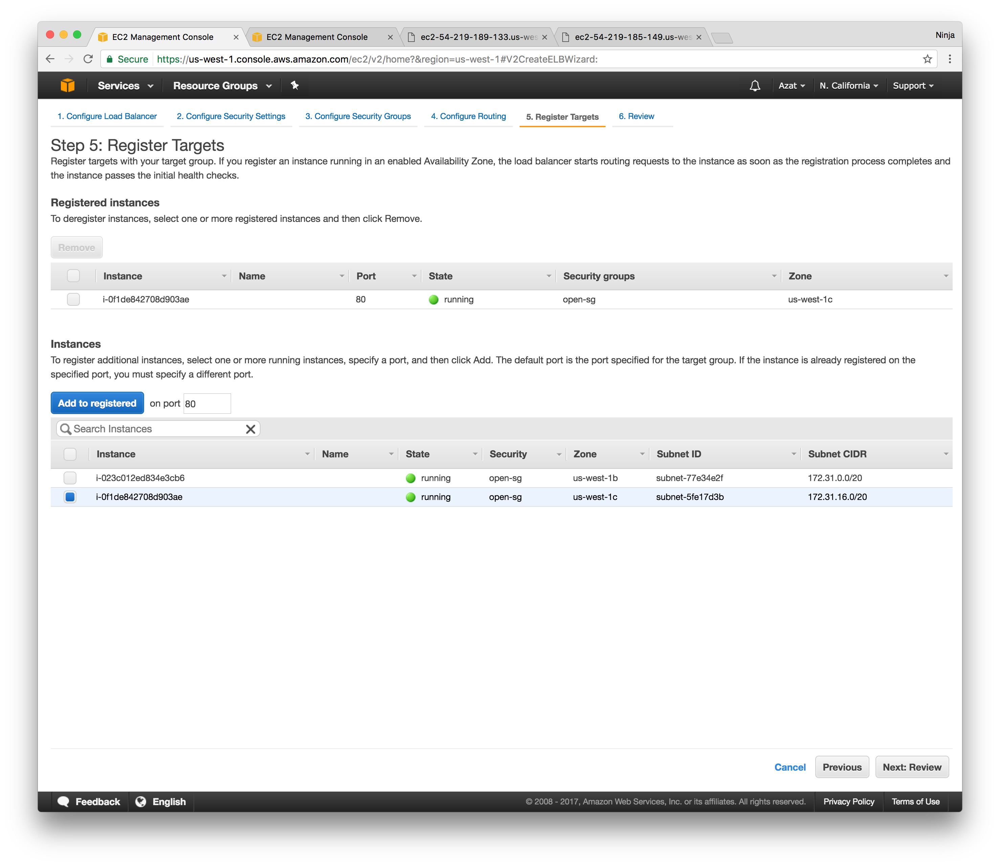 EC2 Management Console
EC2 Management Console
ec2-54-219-189-133.us-wes
ec2-54-219-185-149.us-wes
Ninja
Secure
https://us-west-1.console.aws.amazon.com/ec2/v2/home?&region=us-west-1#V2CreateELBWizard:
Services
Resource Groups
Azat
N. California
Support
1. Configure Load Balancer
2. Configure Security Settings
3. Configure Security Groups
4. Configure Routing
5. Register Targets
6. Review
Step 5: Register Targets
Register targets with your target group. If you register an instance running in an enabled Availability Zone, the load balancer starts routing requests to the instance as soon as the registration process completes and
the instance passes the initial health checks.
Registered instances
To deregister instances, select one or more registered instances and then click Remove.
Remove
Instance Name Port State Security groups Zone
i-0f1de842708d903ae 80 running open-sg us-west-1c
Instances
To register additional instances, select one or more running instances, specify a port, and then click Add. The default port is the port specified for the target group. If the instance is already registered on the
specified port, you must specify a different port.
Add to registered on port 80
Search Instances
Instance Name State Security Zone Subnet ID Subnet CIDR
i-023c012ed834e3cb6 running open-sg us-west-1b subnet-77e34e2f 172.31.0.0/20
i-0f1de842708d903ae running open-sg us-west-1c subnet-5fe17d3b 172.31.16.0/20
Cancel
Previous
Next: Review
Feedback
English
© 2008 - 2017, Amazon Web Services, Inc. or its affiliates. All rights reserved.
Privacy Policy
Terms of Use